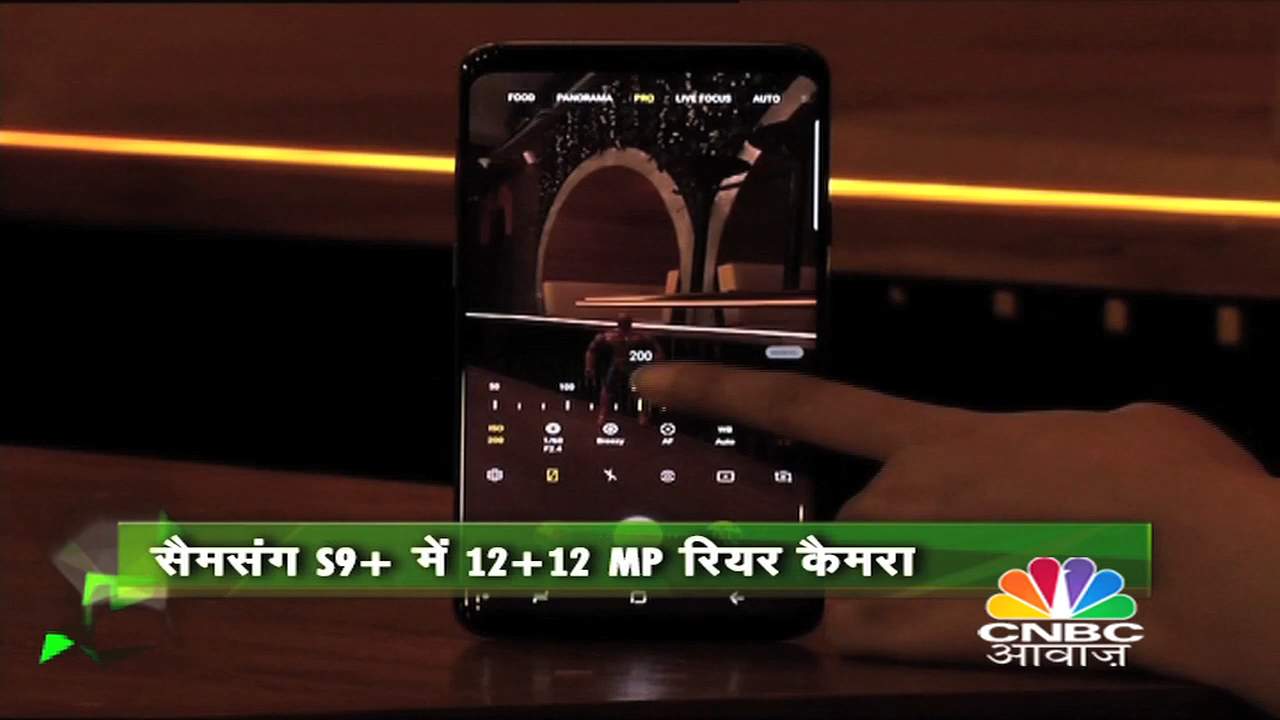 FOOD PANORAMA PRO LIVE FOCUS AUTO
200
50 100
ISO 1/60 Breezy AF WB
200 F2.4 Auto
सैमसंग S9+ में 12+12 MP रियर कैमरा
CNBC
आवाज़